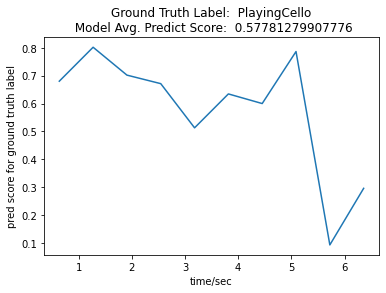 Ground Truth Label:  PlayingCello
Model Avg. Predict Score:  0.57781279907776
0.8
0.7
0.6
0.5
0.4
0.3
0.2
0.1
pred score for ground truth label
1 2 3 4 5 6
time/sec